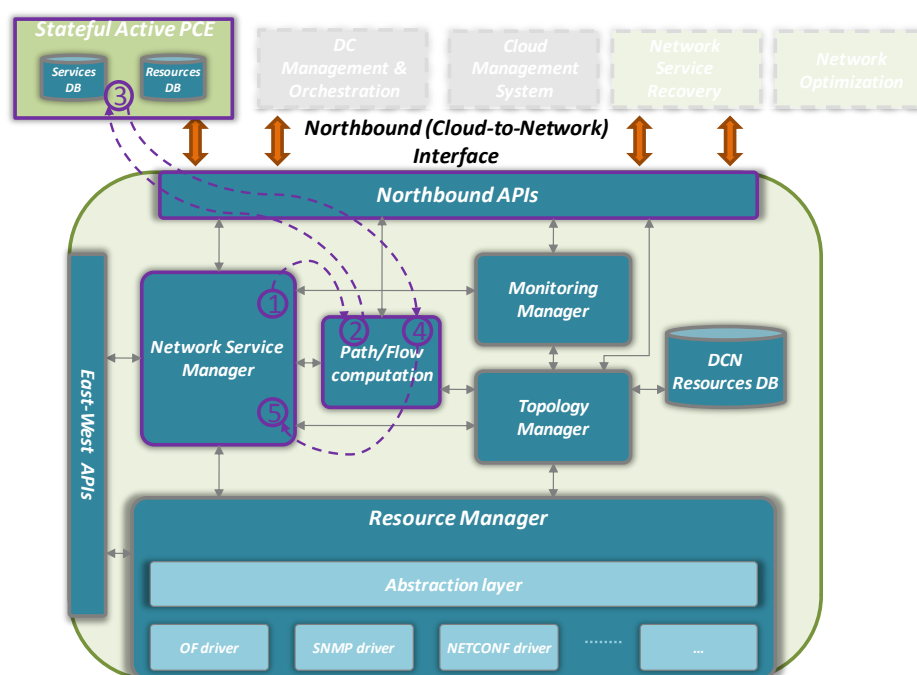 Stateful Active PCE
Services
DB
Resources
DB
3
DC
Management &
Orchestration
Cloud
Management
System
Network
Service
Recovery
Network
Optimization
Northbound (Cloud-to-Network)
Interface
Northbound APIs
1
Network Service
Manager
5
2
4
Path/Flow
computation
Monitoring
Manager
Topology
Manager
DCN
Resources DB
East-West APIs
Resource Manager
Abstraction layer
OF driver
SNMP driver
NETCONF driver
........
...